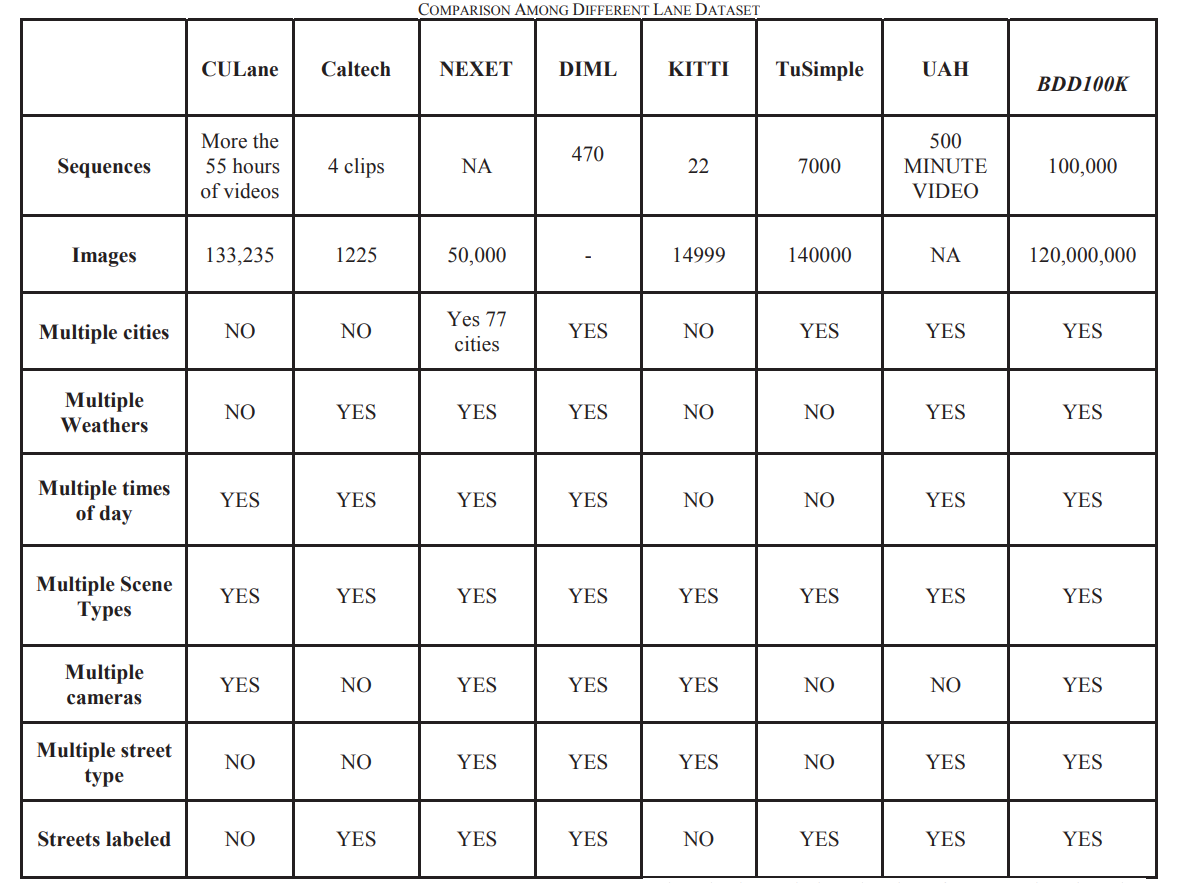 COMPARISON AMONG DIFFERENT LANE DATASET
CULane Caltech NEXET DIML KITTI TuSimple UAH BDD100K
Sequences More the 55 hours of videos 4 clips NA 470 22 7000 500 MINUTE VIDEO 100,000
Images 133,235 1225 50,000 - 14999 140000 NA 120,000,000
Multiple cities NO NO Yes 77 cities YES NO YES YES YES
Multiple Weathers NO YES YES YES NO NO YES YES
Multiple times of day YES YES YES YES NO NO YES YES
Multiple Scene Types YES YES YES YES YES YES YES YES
Multiple cameras YES NO YES YES YES NO NO YES
Multiple street type NO NO YES YES YES NO YES YES
Streets labeled NO YES YES YES NO YES YES YES